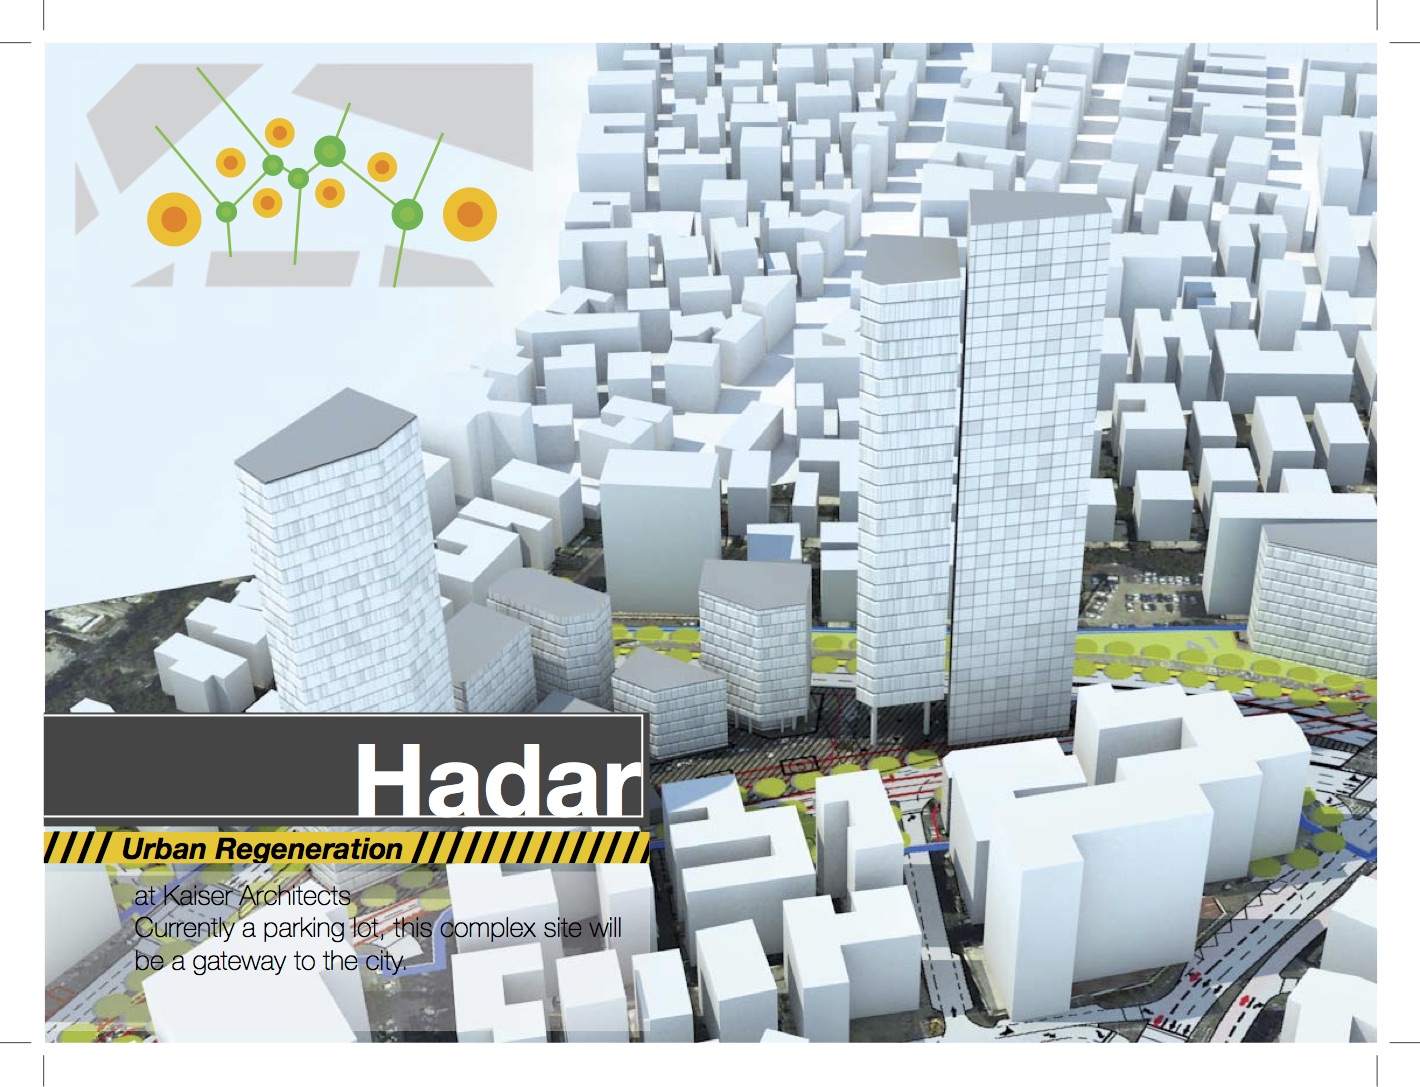 Hadar
Urban Regeneration
at Kaiser Architects
Currently a parking lot, this complex site will
be a gateway to the city.